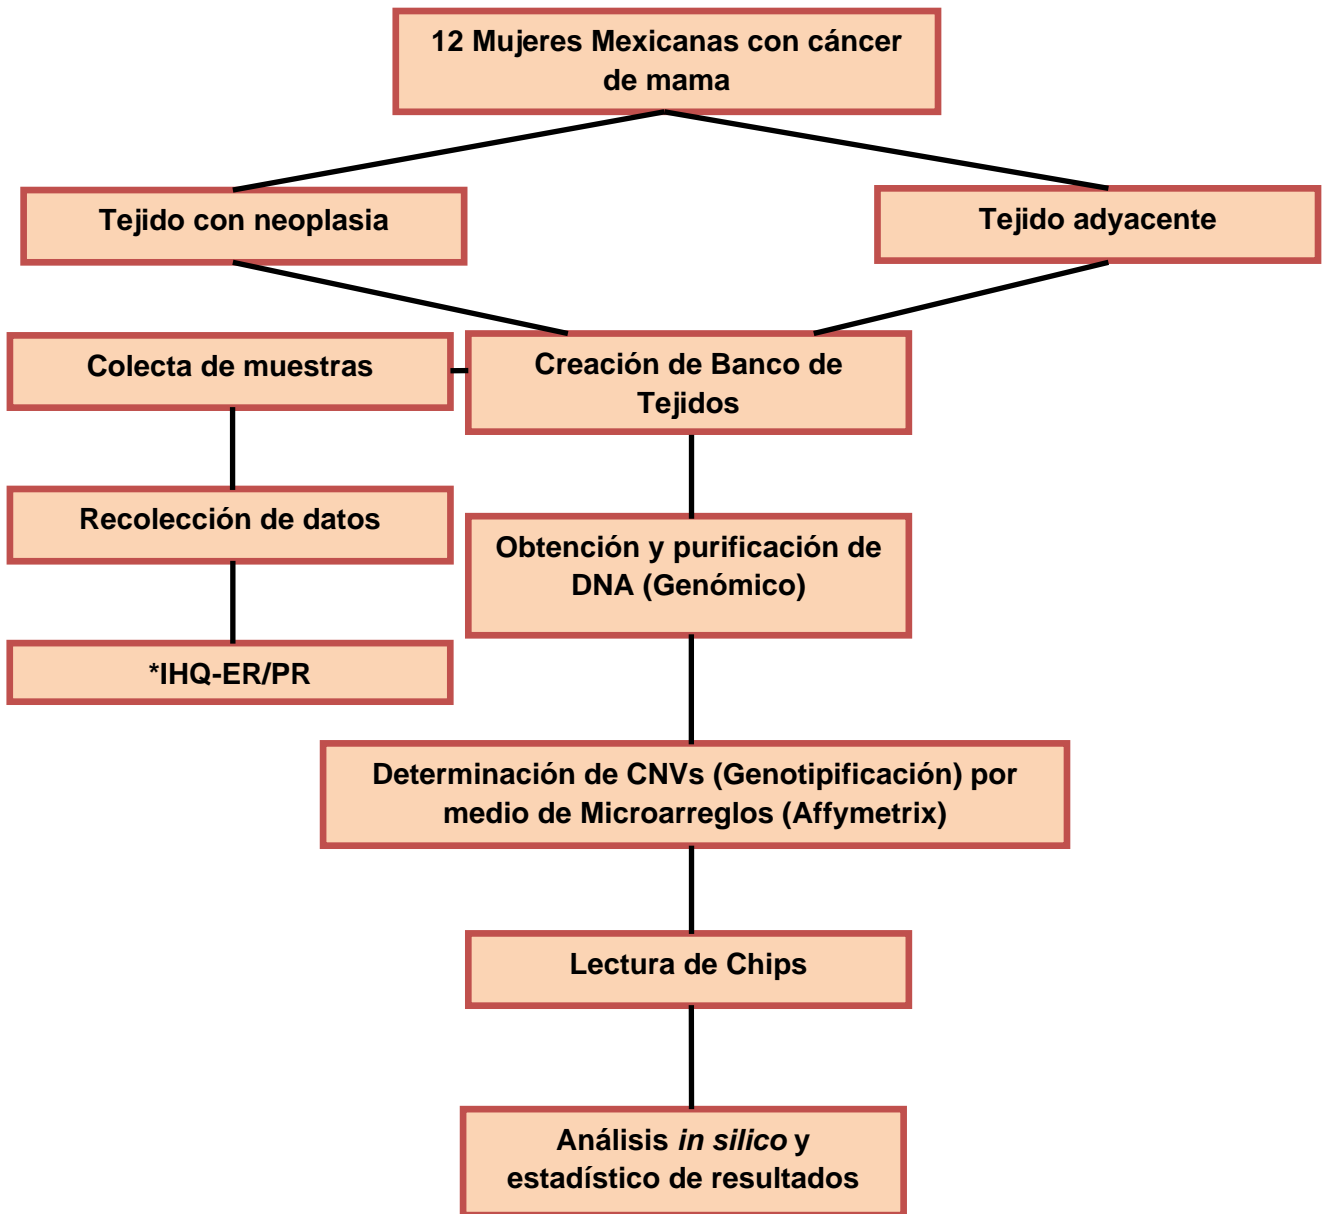 12 Mujeres Mexicanas con cáncer
de mama
Tejido con neoplasia
Tejido adyacente
Colecta de muestras
Creación de Banco de
Tejidos
Recolección de datos
Obtención y purificación de
DNA (Genómico)
*IHQ-ER/PR
Determinación de CNVs (Genotipificación) por
medio de Microarreglos (Affymetrix)
Lectura de Chips
Análisis in silico y
estadístico de resultados